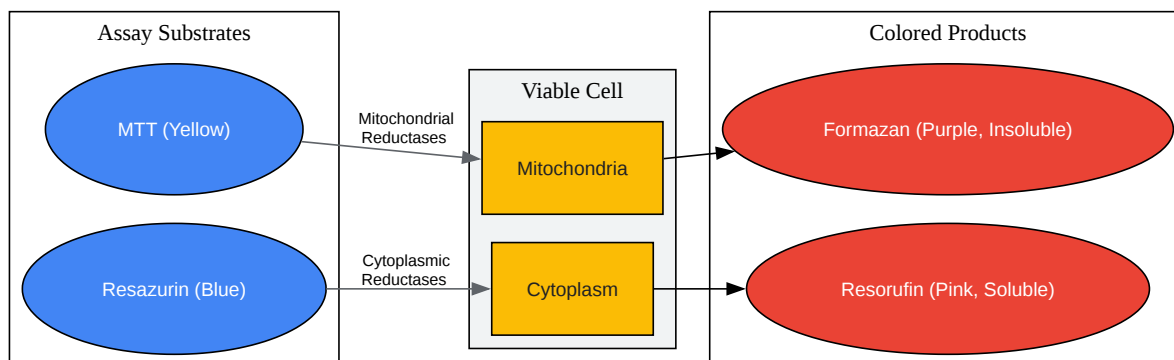 Assay Substrates
Colored Products
Viable Cell
MTT (Yellow)
Mitochondrial
Reductases
Mitochondria
Formazan (Purple, Insoluble)
Resazurin (Blue)
Cytoplasmic
Reductases
Cytoplasm
Resorufin (Pink, Soluble)